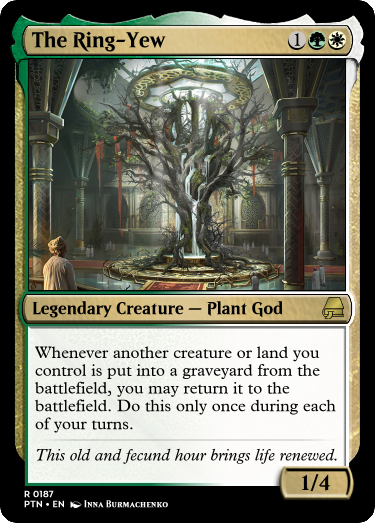 The Ring-Yew 1
Legendary Creature — Plant God
Whenever another creature or land you
control is put into a graveyard from the
battlefield, you may return it to the
battlefield. Do this only once during each
of your turns.
This old and fecund hour brings life renewed.
1/4
R 0187
PTN • EN Inna Burmachenko